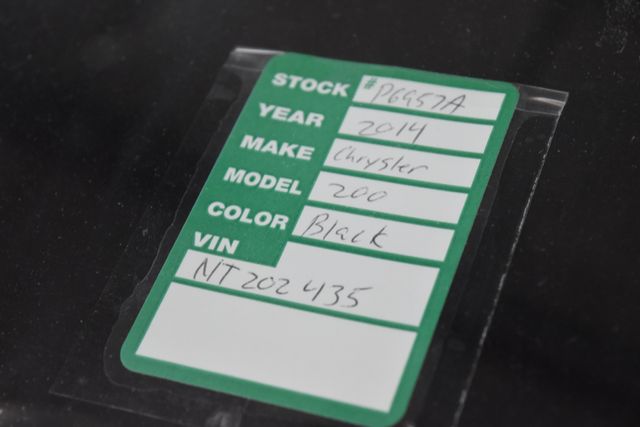 STOCK # P6957A
YEAR 2014
MAKE Chrysler
MODEL 200
COLOR Black
VIN
NT202435